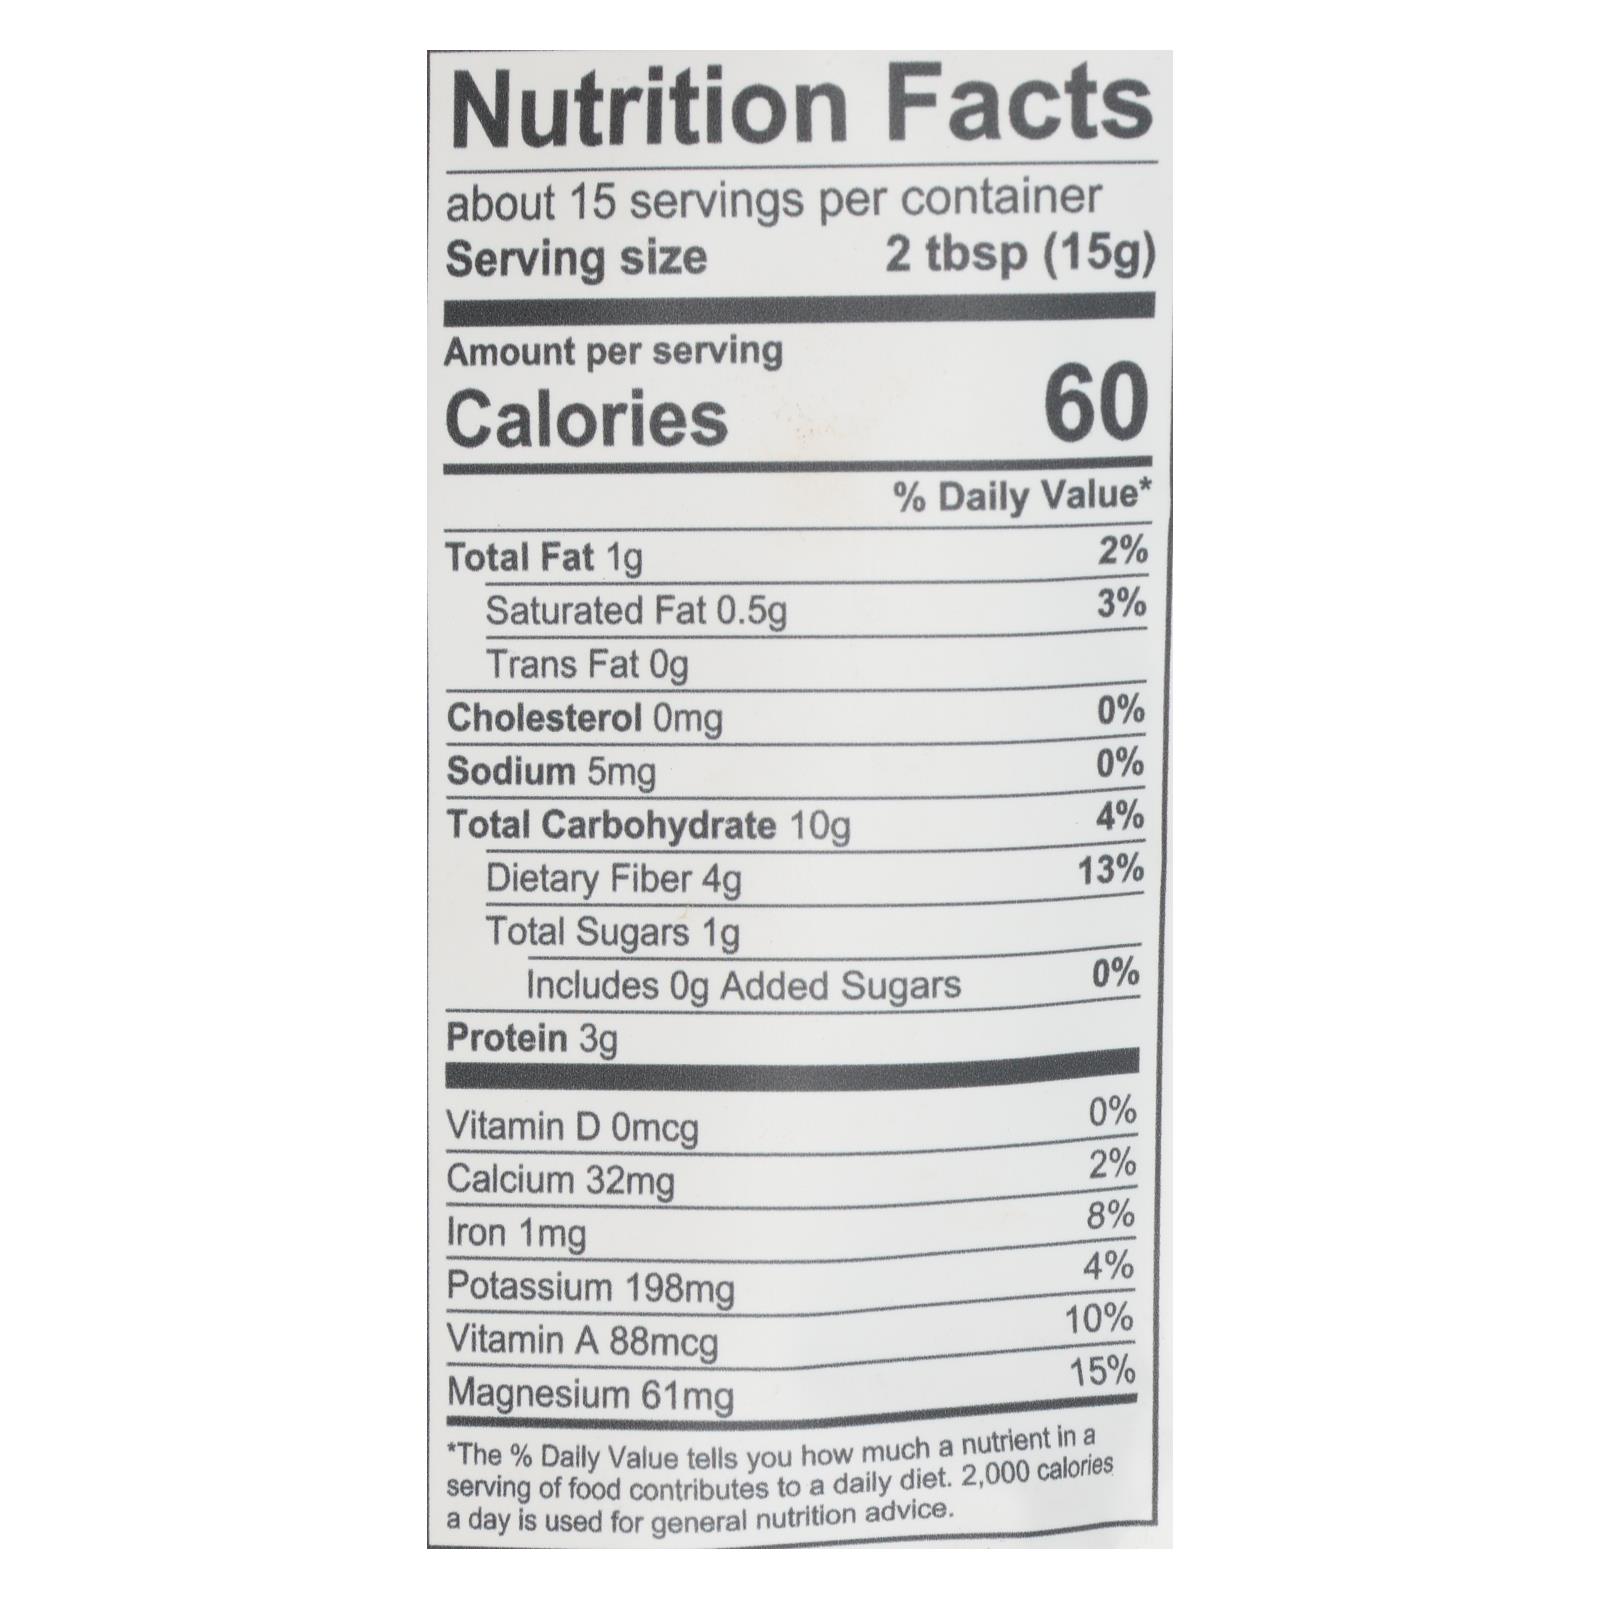 Nutrition Facts
about 15 servings per container
Serving size 2 tbsp (15g)
Amount per serving
Calories 60
% Daily Value*
Total Fat 1g 2%
Saturated Fat 0.5g 3%
Trans Fat 0g
Cholesterol 0mg 0%
Sodium 5mg 0%
Total Carbohydrate 10g 4%
Dietary Fiber 4g 13%
Total Sugars 1g
Includes 0g Added Sugars 0%
Protein 3g
Vitamin D 0mcg 0%
Calcium 32mg 2%
Iron 1mg 8%
Potassium 198mg 4%
Vitamin A 88mcg 10%
Magnesium 61mg 15%
*The % Daily Value tells you how much a nutrient in a
serving of food contributes to a daily diet. 2,000 calories
a day is used for general nutrition advice.